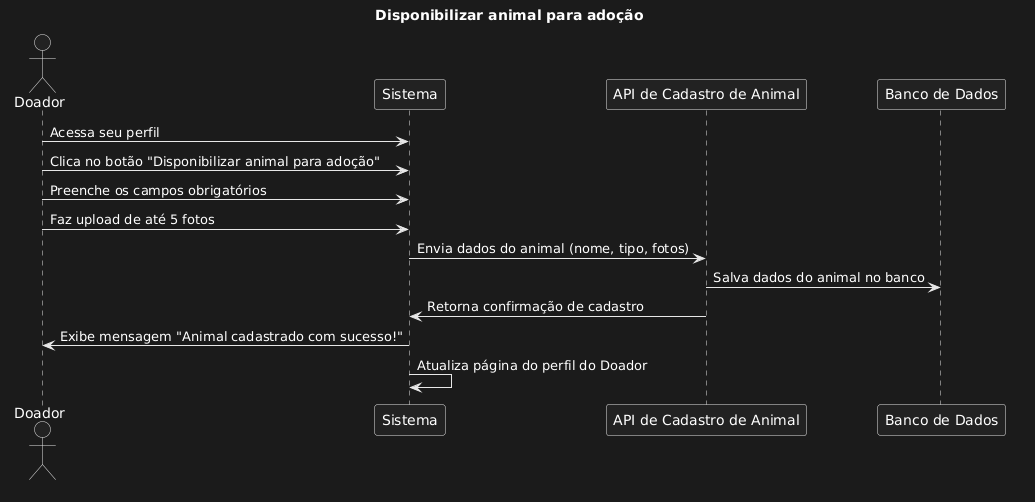 Disponibilizar animal para adoção
Doador
Sistema
API de Cadastro de Animal
Banco de Dados
Acessa seu perfil
Clica no botão "Disponibilizar animal para adoção"
Preenche os campos obrigatórios
Faz upload de até 5 fotos
Envia dados do animal (nome, tipo, fotos)
Salva dados do animal no banco
Retorna confirmação de cadastro
Exibe mensagem "Animal cadastrado com sucesso!"
Atualiza página do perfil do Doador
Doador
Sistema
API de Cadastro de Animal
Banco de Dados